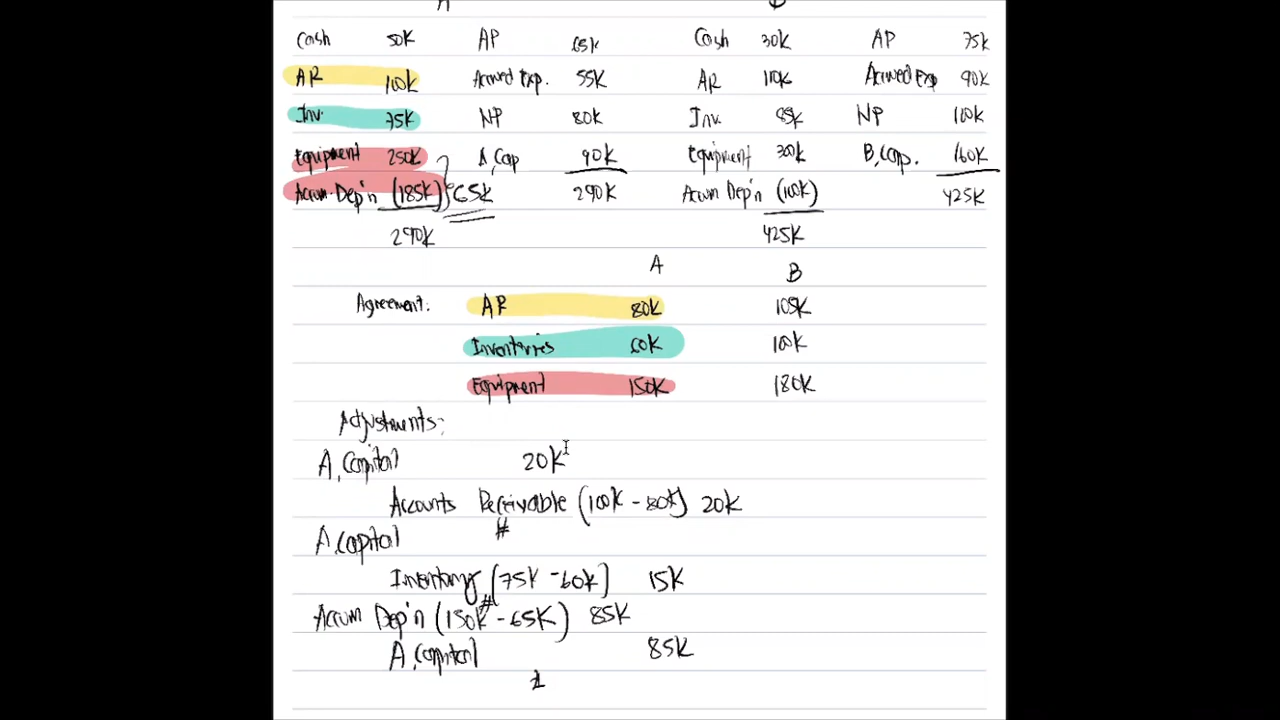 A B
Cash 50K AP 65K Cash 30K AP 75K
AR 100K Accrued Exp. 55K AR 110K Accrued Exp 90K
Inv. 75K NP 80K Inv. 85K NP 100K
Equipment 250K A, Cap 90K Equipment 300K B, Cap. 160K
Accum. Dep'n (185K) 65K 290K Accum Dep'n (100K) 425K
290K 425K
A B
Agreement: AR 80K 105K
Inventories 60K 100K
Equipment 150K 180K
Adjustments:
A, Capital 20K
Accounts Receivable (100K - 80K) 20K
#
A, Capital
Inventory (75K - 60K) 15K
#
Accum Dep'n (150K - 65K) 85K
A, Capital 85K